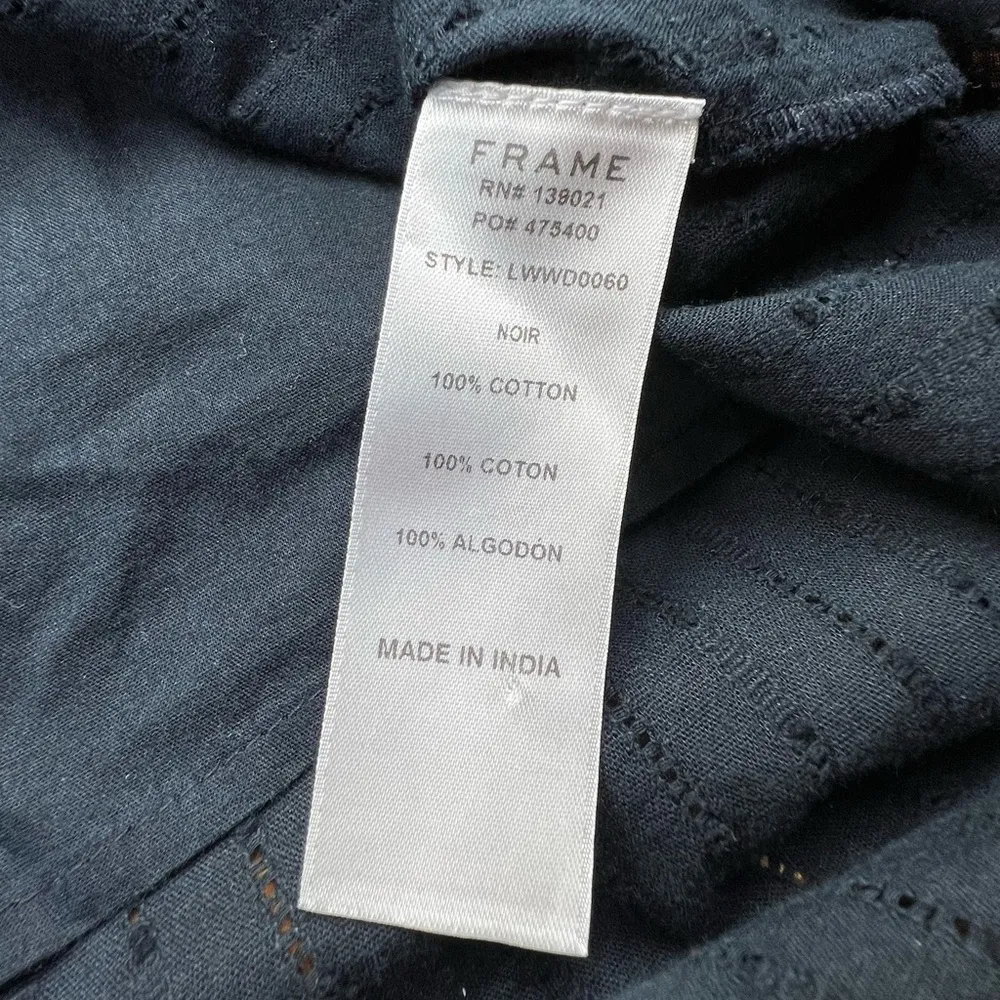 FRAME
RN# 139021
PO# 475400
STYLE: LWWD0060
NOIR
100% COTTON
100% COTON
100% ALGODÓN
MADE IN INDIA